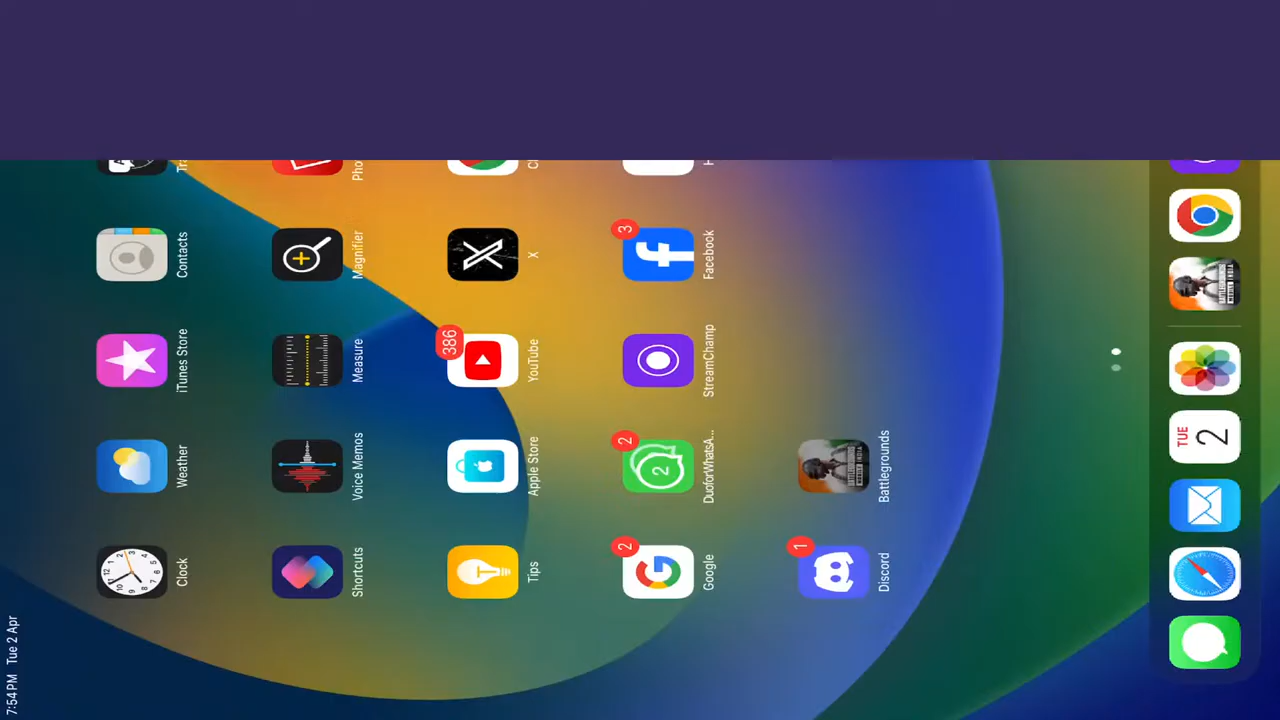 7:54 PM Tue 2 Apr
Clock
Weather
iTunes Store
Contacts
Shortcuts
Voice Memos
Measure
Magnifier
Tips
Apple Store
386
YouTube
X
2
Google
2
2
DuoforWhatsA...
StreamChamp
3
Facebook
1
Discord
Battlegrounds
TUE
2